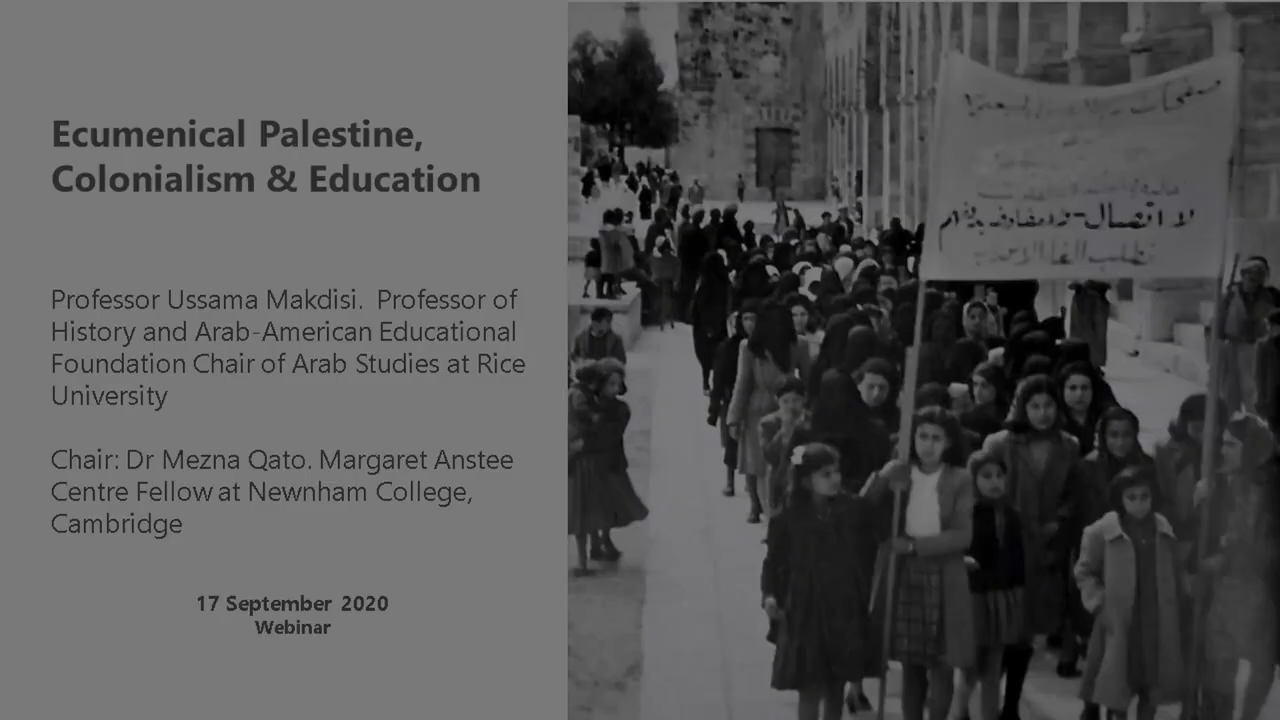 Ecumenical Palestine,
Colonialism & Education
Professor Ussama Makdisi. Professor of
History and Arab-American Educational
Foundation Chair of Arab Studies at Rice
University
Chair: Dr Mezna Qato. Margaret Anstee
Centre Fellow at Newnham College,
Cambridge
17 September 2020
Webinar
لا اتصال